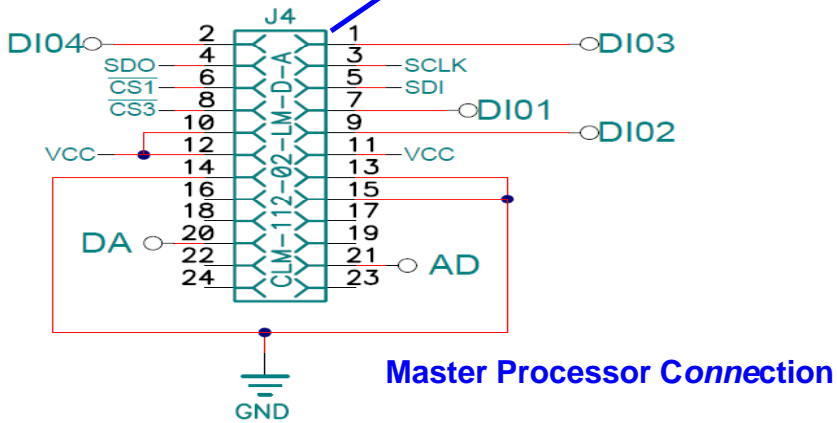 J4
DI04 2 1 DI03
SDO 4 3 SCLK
CS1 6 5 SDI
CS3 8 7 DI01
10 9 DI02
VCC 12 11 VCC
14 13
16 15
18 17
DA 20 19
22 21 AD
24 23
CLM-112-02-LM-D-A
GND
Master Processor Connection